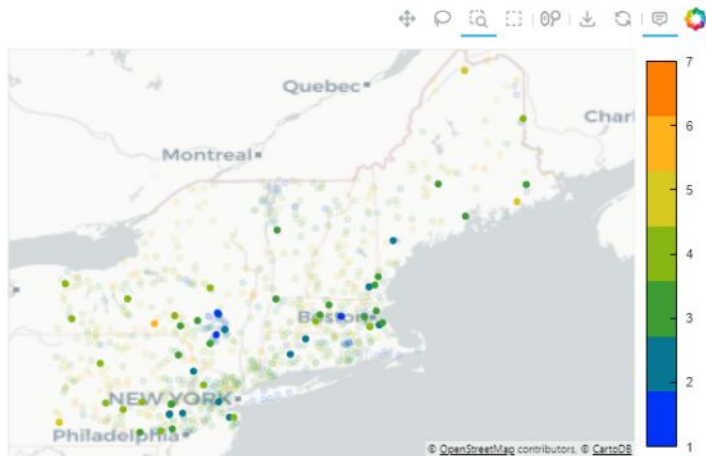 Quebec
Montreal
Charl
Boston
NEW YORK
Philadelphia
7
6
5
4
3
2
1
© OpenStreetMap contributors, © CartoDB